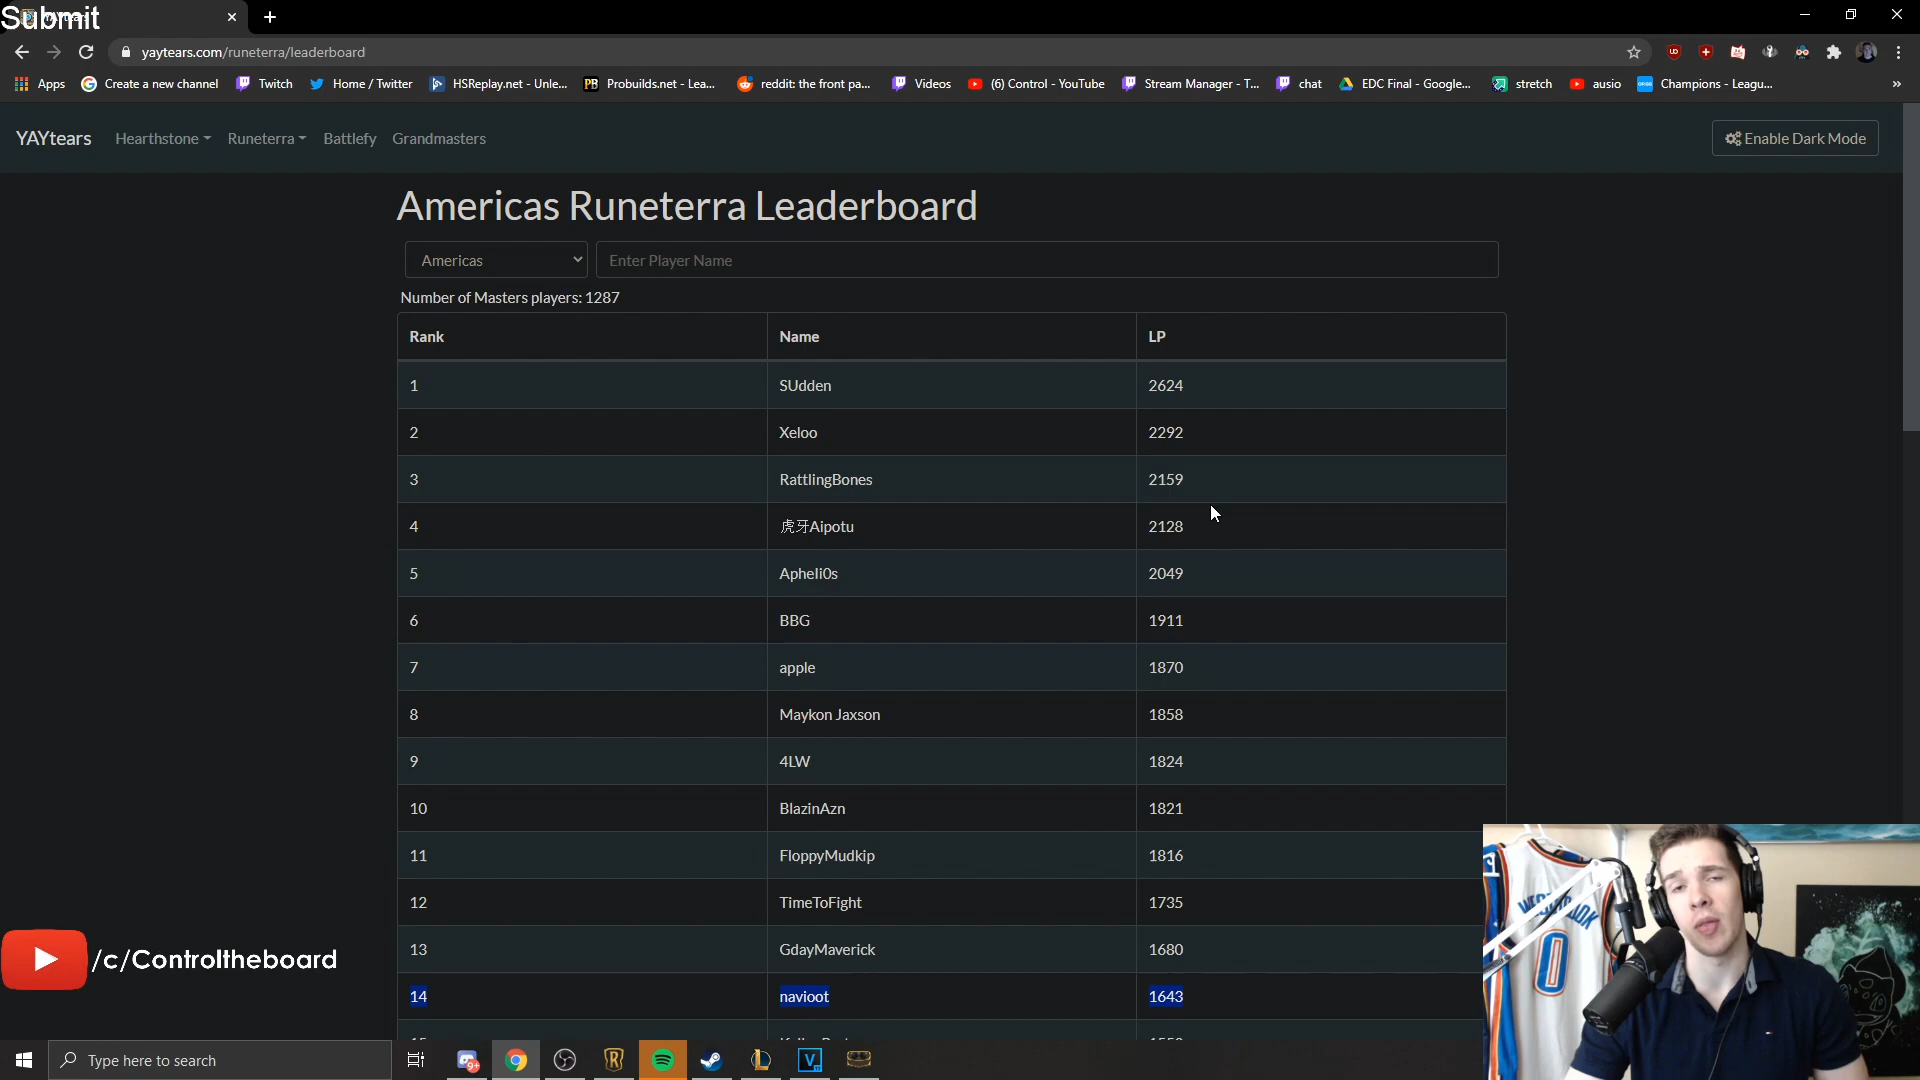 Submit
yaytears.com/runeterra/leaderboard
Apps
Create a new channel
Twitch
Home / Twitter
HSReplay.net - Unle...
Probuilds.net - Lea...
reddit: the front pa...
Videos
(6) Control - YouTube
Stream Manager - T...
chat
EDC Final - Google...
stretch
ausio
Champions - Leagu...
»
YAYtears
Hearthstone
Runeterra
Battlefy
Grandmasters
Enable Dark Mode
Americas Runeterra Leaderboard
Americas
Enter Player Name
Number of Masters players: 1287
Rank Name LP
1 SUdden 2624
2 Xeloo 2292
3 RattlingBones 2159
4 虎牙Aipotu 2128
5 Apheli0s 2049
6 BBG 1911
7 apple 1870
8 Maykon Jaxson 1858
9 4LW 1824
10 BlazinAzn 1821
11 FloppyMudkip 1816
12 TimeToFight 1735
13 GdayMaverick 1680
14 navioot 1643
/c/Controltheboard
0
Type here to search
9+